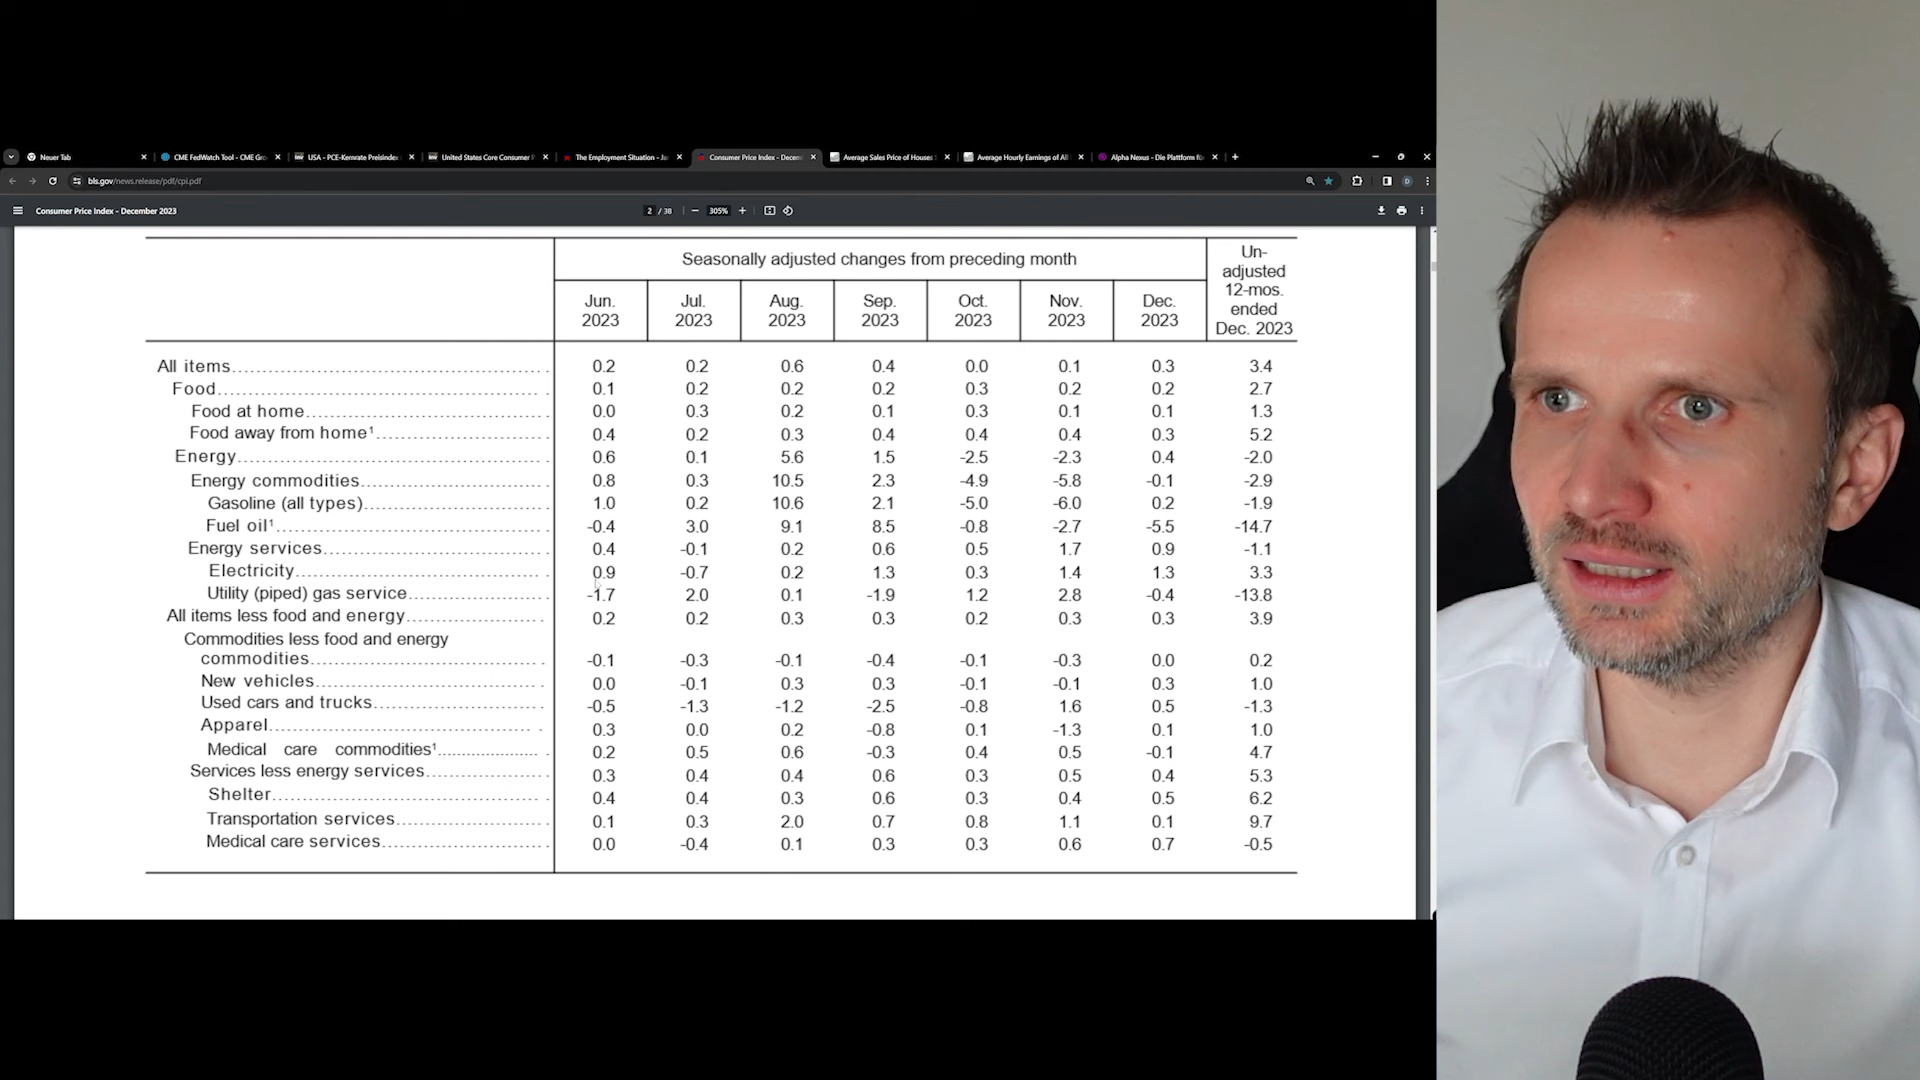 Neuer Tab
CME FedWatch Tool - CME Gro
USA - PCE-Kernrate Preisindex
United States Core Consumer P
The Employment Situation - Ja
Consumer Price Index - Decem
Average Sales Price of Houses
Average Hourly Earnings of All
Alpha Nexus - Die Plattform für
bls.gov/news.release/pdf/cpi.pdf
D
Consumer Price Index - December 2023
2 / 38
305%
Seasonally adjusted changes from preceding month
Un-
adjusted
12-mos.
ended
Dec. 2023
Jun. Jul. Aug. Sep. Oct. Nov. Dec.
2023 2023 2023 2023 2023 2023 2023
All items 0.2 0.2 0.6 0.4 0.0 0.1 0.3 3.4
Food 0.1 0.2 0.2 0.2 0.3 0.2 0.2 2.7
Food at home 0.0 0.3 0.2 0.1 0.3 0.1 0.1 1.3
Food away from home¹ 0.4 0.2 0.3 0.4 0.4 0.4 0.3 5.2
Energy 0.6 0.1 5.6 1.5 -2.5 -2.3 0.4 -2.0
Energy commodities 0.8 0.3 10.5 2.3 -4.9 -5.8 -0.1 -2.9
Gasoline (all types) 1.0 0.2 10.6 2.1 -5.0 -6.0 0.2 -1.9
Fuel oil¹ -0.4 3.0 9.1 8.5 -0.8 -2.7 -5.5 -14.7
Energy services 0.4 -0.1 0.2 0.6 0.5 1.7 0.9 -1.1
Electricity 0.9 -0.7 0.2 1.3 0.3 1.4 1.3 3.3
Utility (piped) gas service -1.7 2.0 0.1 -1.9 1.2 2.8 -0.4 -13.8
All items less food and energy 0.2 0.2 0.3 0.3 0.2 0.3 0.3 3.9
Commodities less food and energy
commodities -0.1 -0.3 -0.1 -0.4 -0.1 -0.3 0.0 0.2
New vehicles 0.0 -0.1 0.3 0.3 -0.1 -0.1 0.3 1.0
Used cars and trucks -0.5 -1.3 -1.2 -2.5 -0.8 1.6 0.5 -1.3
Apparel 0.3 0.0 0.2 -0.8 0.1 -1.3 0.1 1.0
Medical care commodities¹ 0.2 0.5 0.6 -0.3 0.4 0.5 -0.1 4.7
Services less energy services 0.3 0.4 0.4 0.6 0.3 0.5 0.4 5.3
Shelter 0.4 0.4 0.3 0.6 0.3 0.4 0.5 6.2
Transportation services 0.1 0.3 2.0 0.7 0.8 1.1 0.1 9.7
Medical care services 0.0 -0.4 0.1 0.3 0.3 0.6 0.7 -0.5